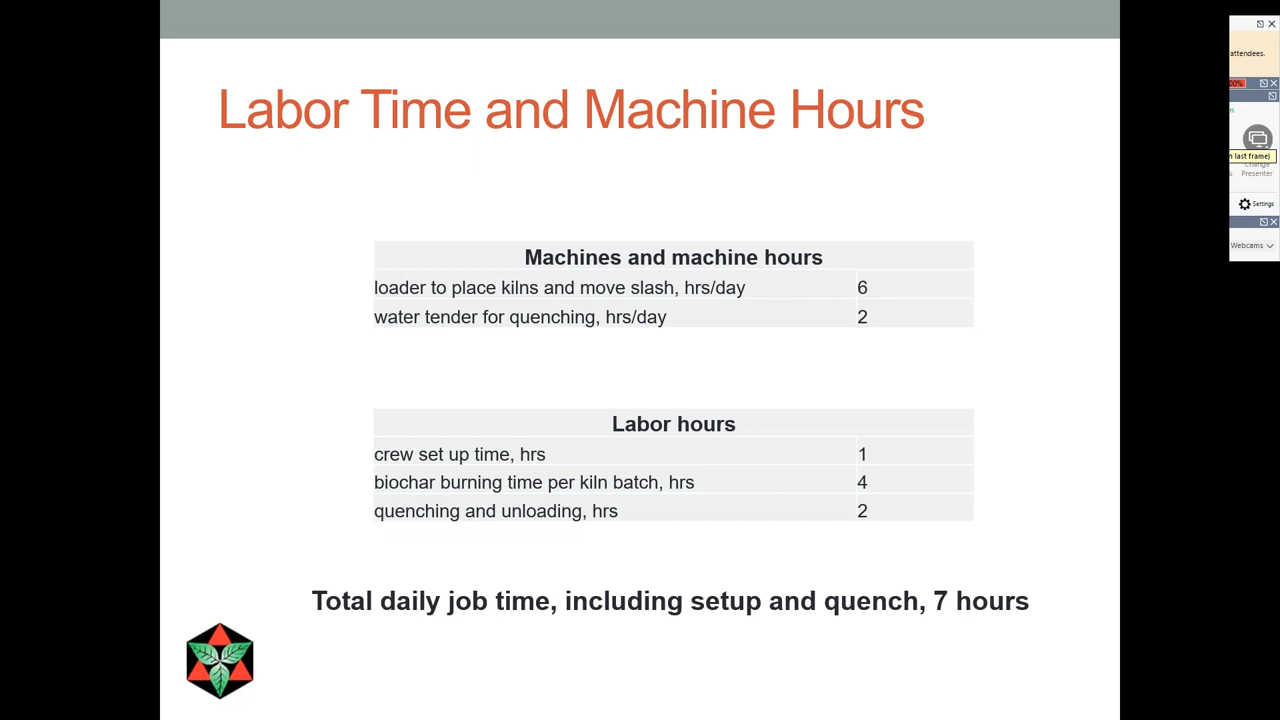 Labor Time and Machine Hours
Machines and machine hours
loader to place kilns and move slash, hrs/day 6
water tender for quenching, hrs/day 2
Labor hours
crew set up time, hrs 1
biochar burning time per kiln batch, hrs 4
quenching and unloading, hrs 2
Total daily job time, including setup and quench, 7 hours
attendees.
last frame)
Change
Presenter
Settings
Webcams